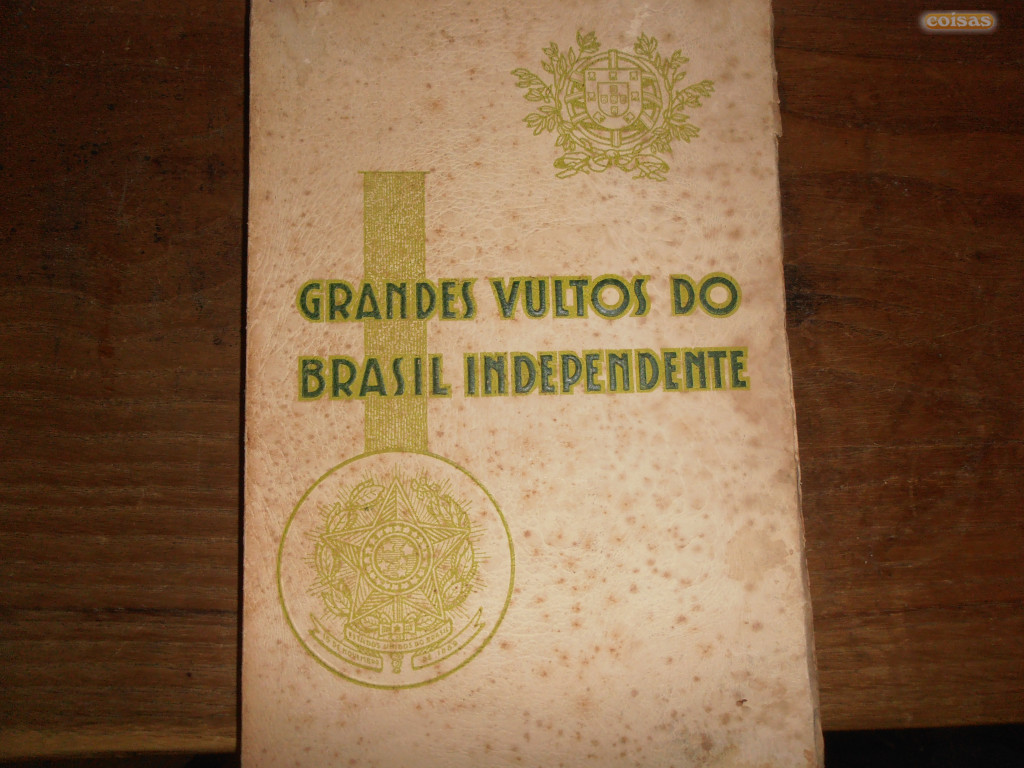 coisas
GRANDES VULTOS DO
BRASIL INDEPENDENTE